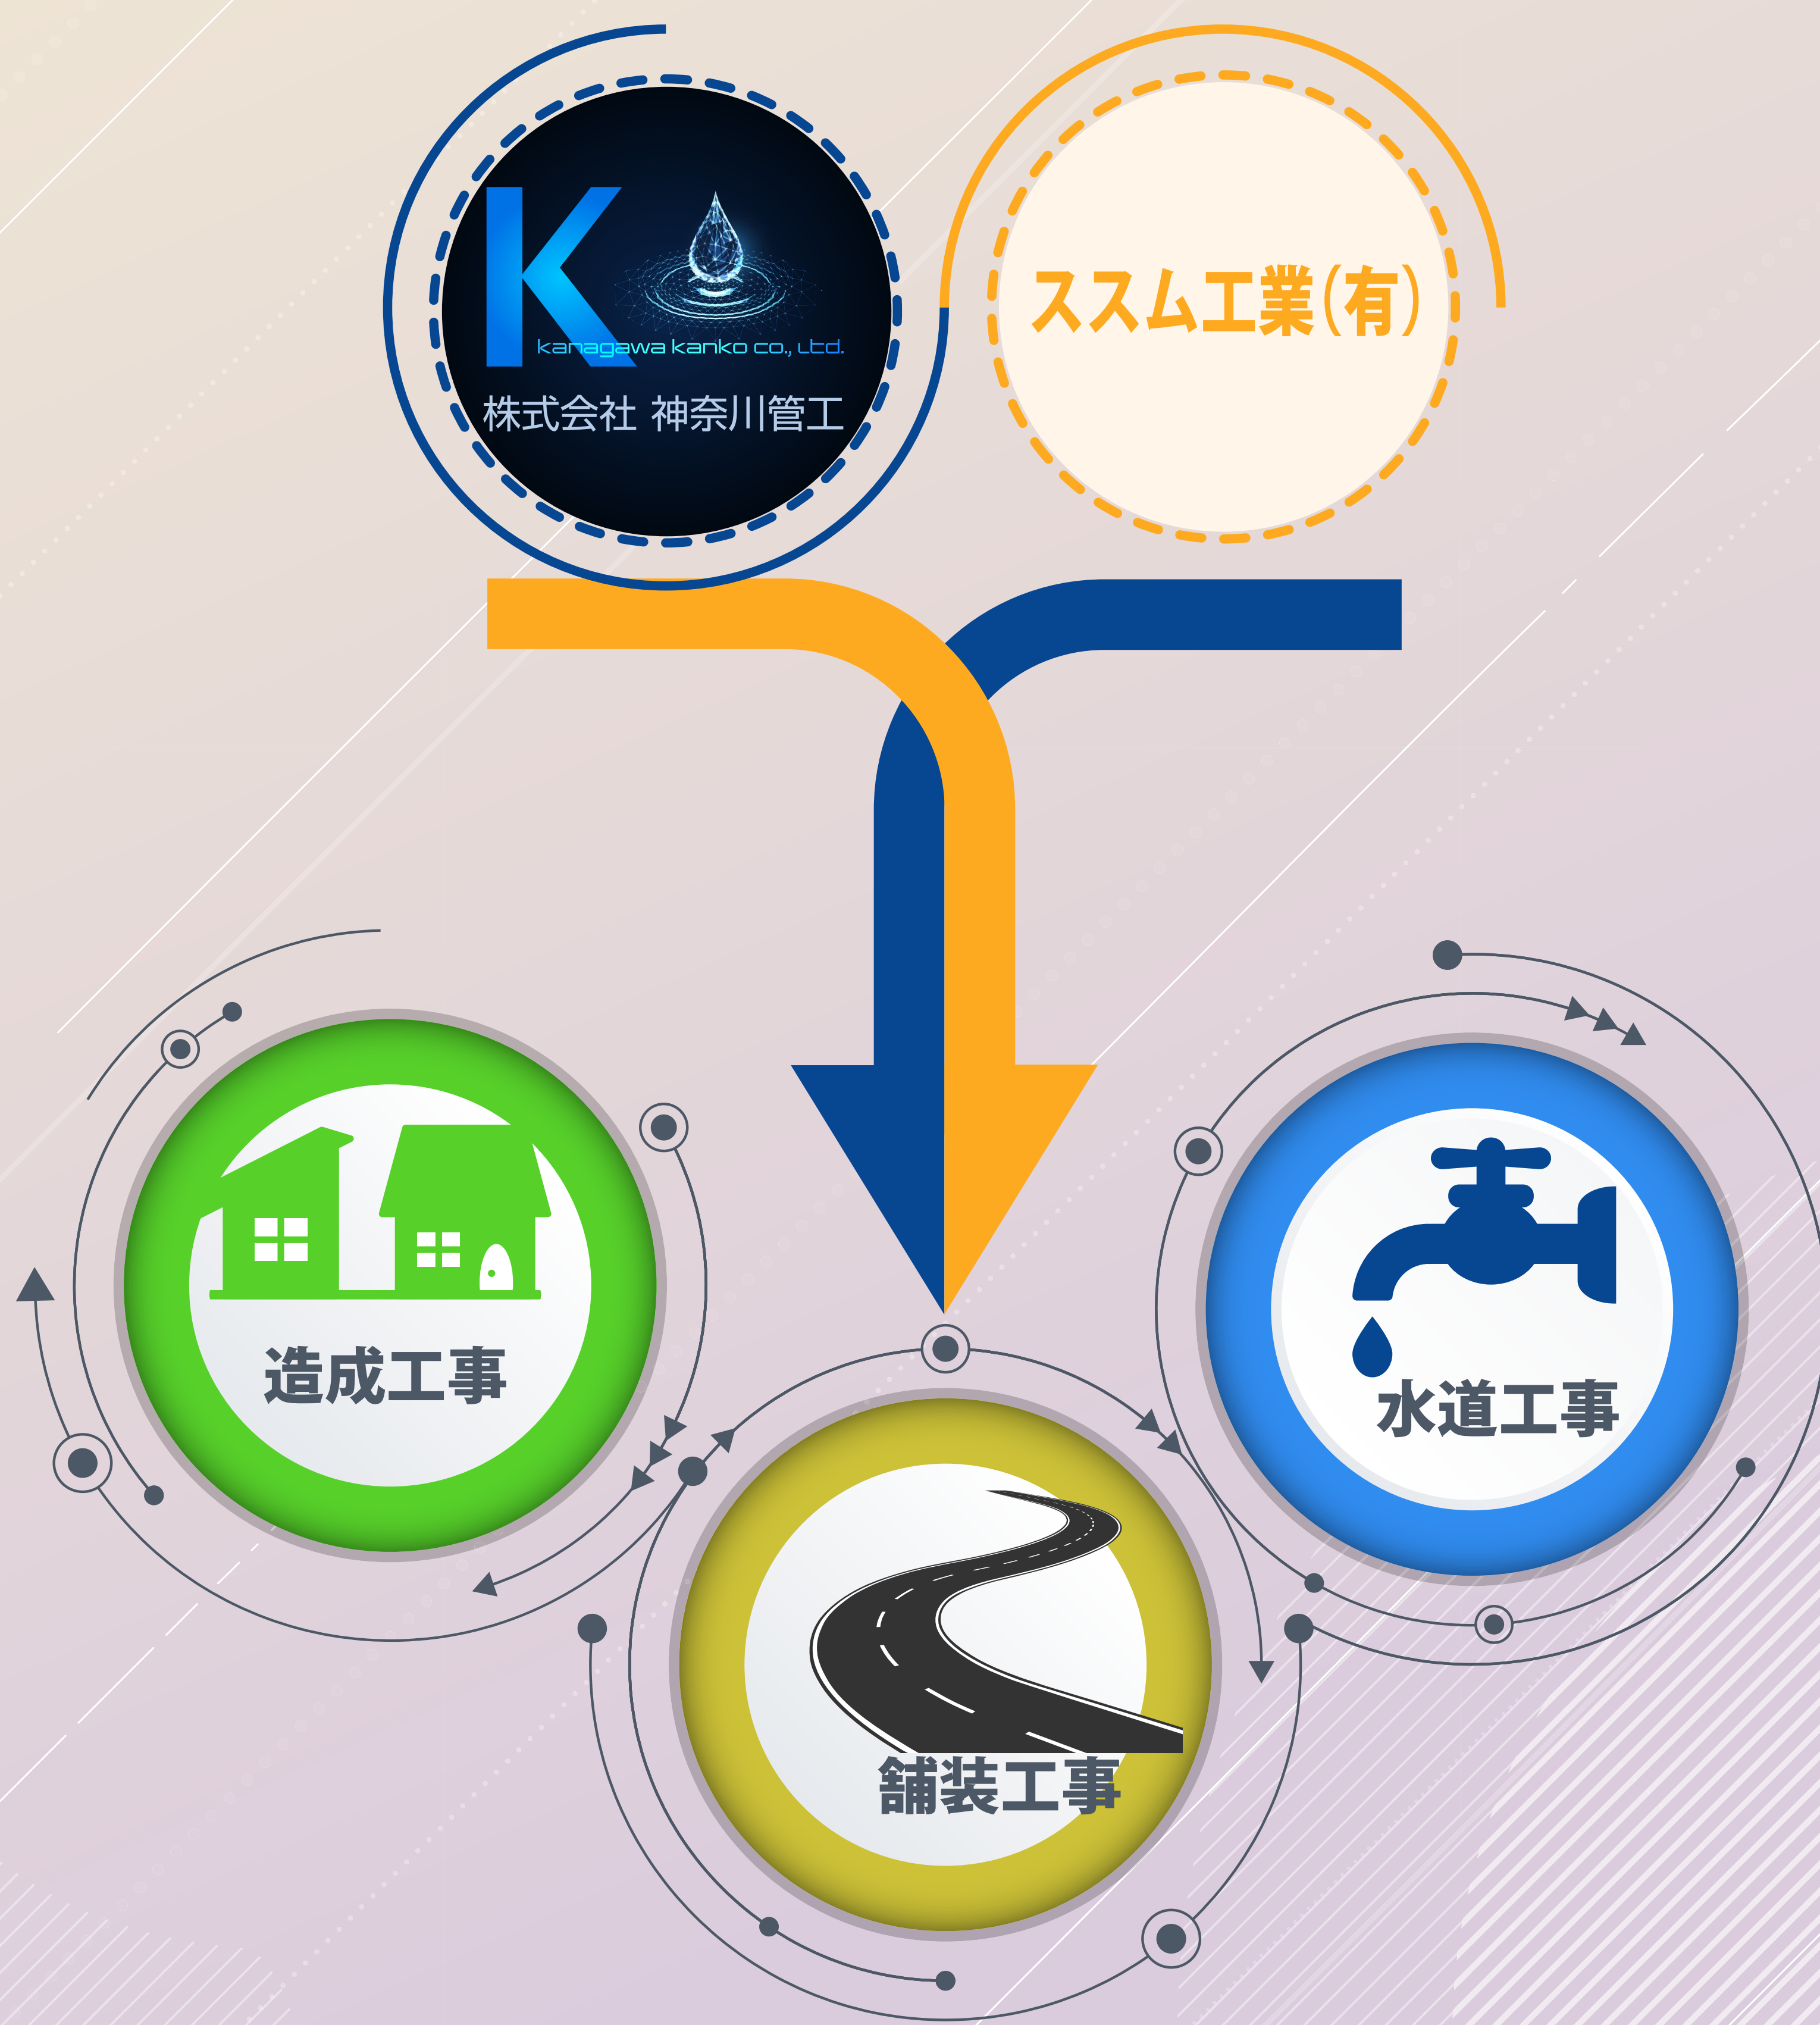 K
kanagawa kanko co., Ltd.
株式会社 神奈川管工
ススム工業(有)
造成工事
水道工事
舗装工事